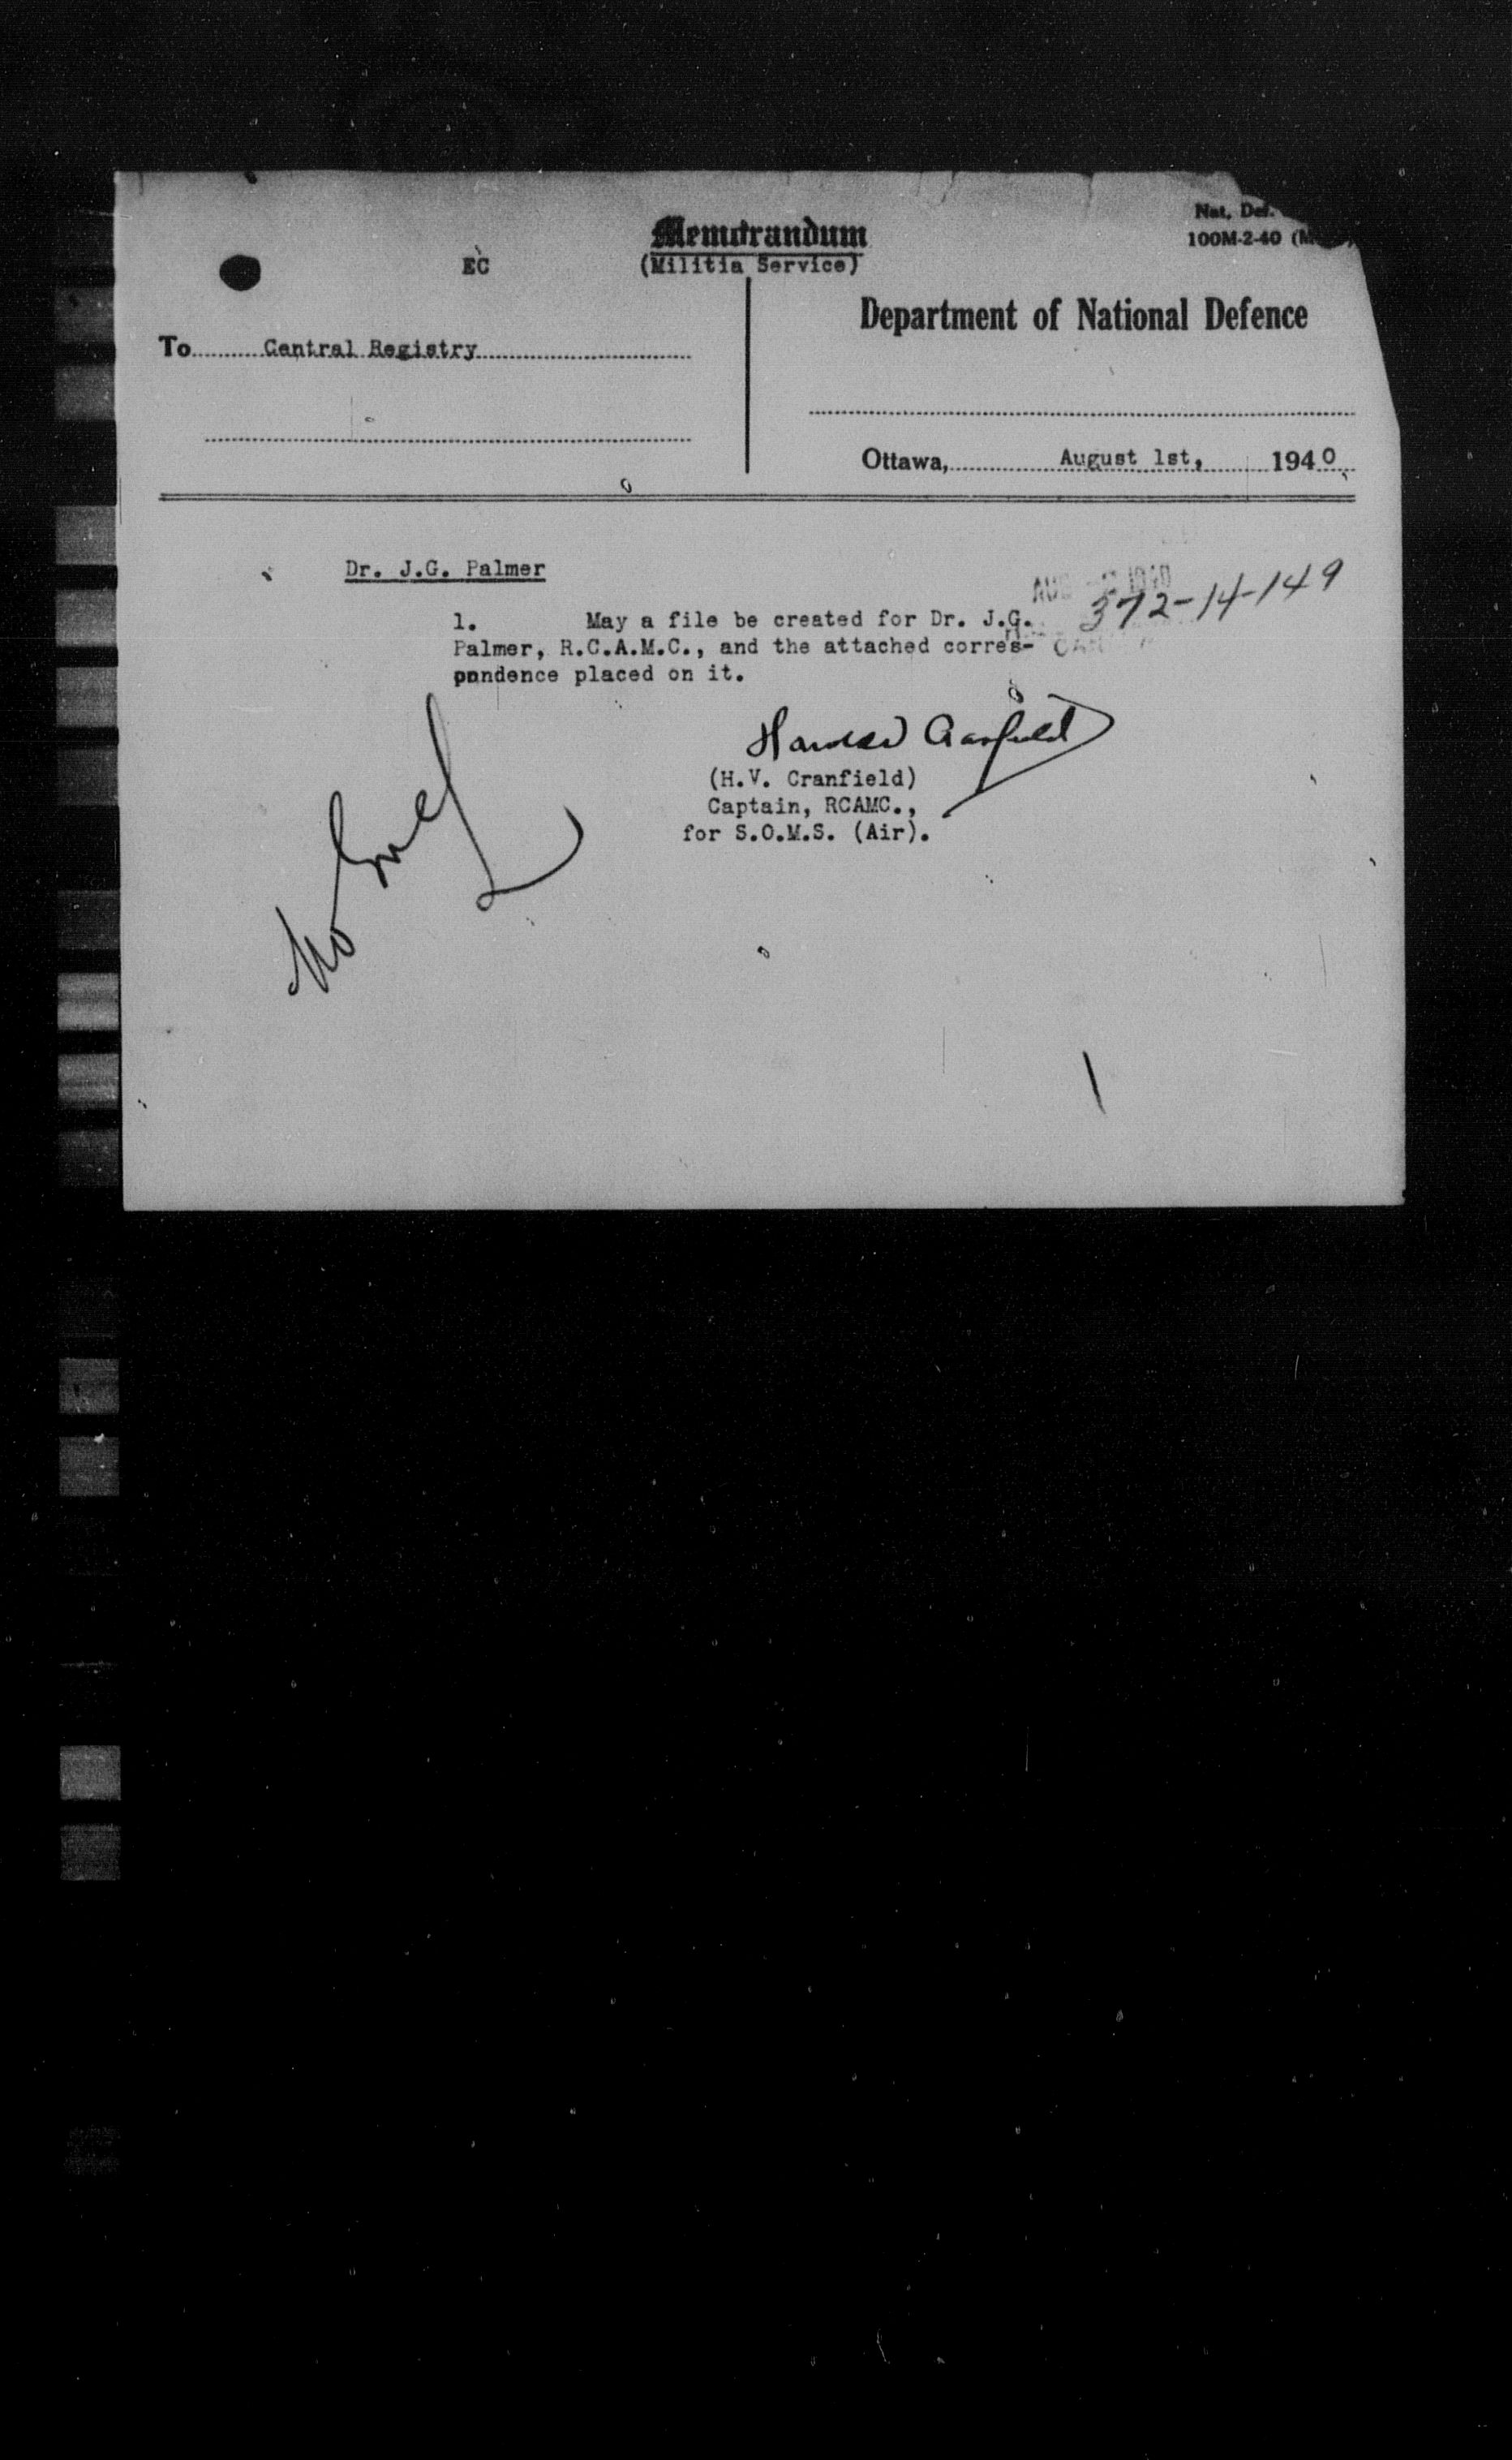 Nat. Def.
100M-2-40
Memorandum
EC
(Militia Service)
Department of National Defence
To Central Registry
Ottawa, August 1st, 1940
Dr. J.G. Palmer
372-14-149
1. May a file be created for Dr. J.G.
Palmer, R.C.A.M.C., and the attached corres-
pondence placed on it.
(H.V. Cranfield)
Captain, RCAMC.,
for S.O.M.S. (Air).